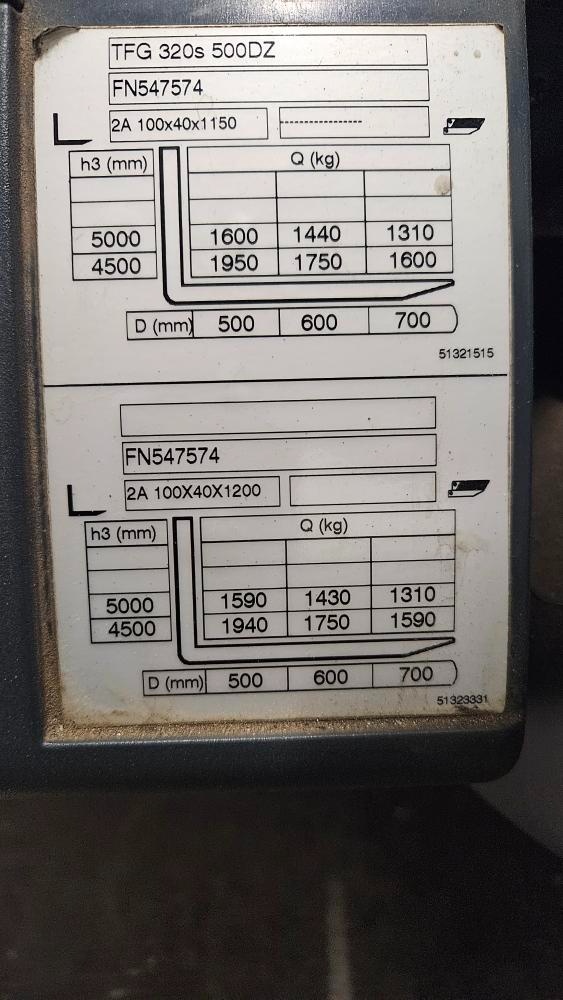 TFG 320s 500DZ
FN547574
2A 100x40x1150 ------------------
h3 (mm) Q (kg)
5000 1600 1440 1310
4500 1950 1750 1600
D (mm) 500 600 700
51321515
FN547574
2A 100X40X1200
h3 (mm) Q (kg)
5000 1590 1430 1310
4500 1940 1750 1590
D (mm) 500 600 700
51323331